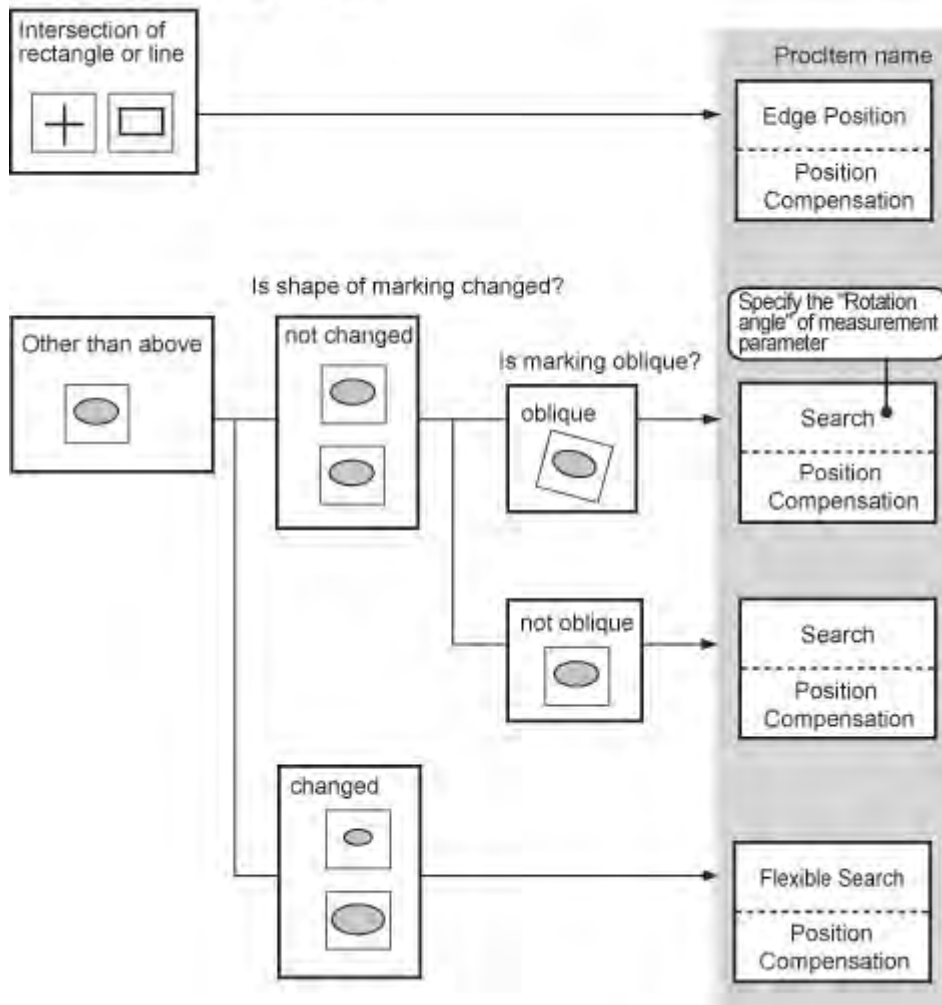 Intersection of
rectangle or line
ProcItem name
Edge Position
Position
Compensation
Is shape of marking changed?
Specify the "Rotation
angle" of measurement
parameter
Other than above
not changed
Is marking oblique?
oblique
Search
Position
Compensation
not oblique
Search
Position
Compensation
changed
Flexible Search
Position
Compensation